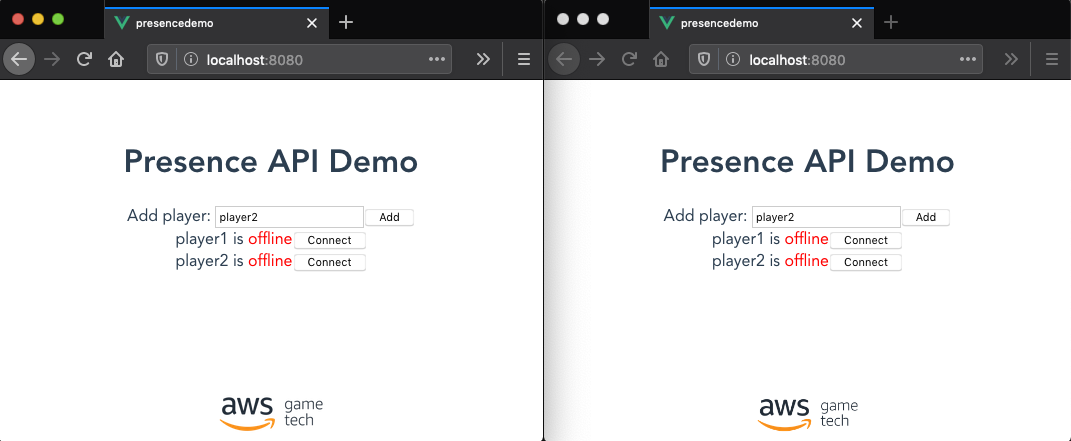 presencedemo
localhost:8080
Presence API Demo
Add player: player2 Add
player1 is offline Connect
player2 is offline Connect
aws game tech
presencedemo
localhost:8080
Presence API Demo
Add player: player2 Add
player1 is offline Connect
player2 is offline Connect
aws game tech